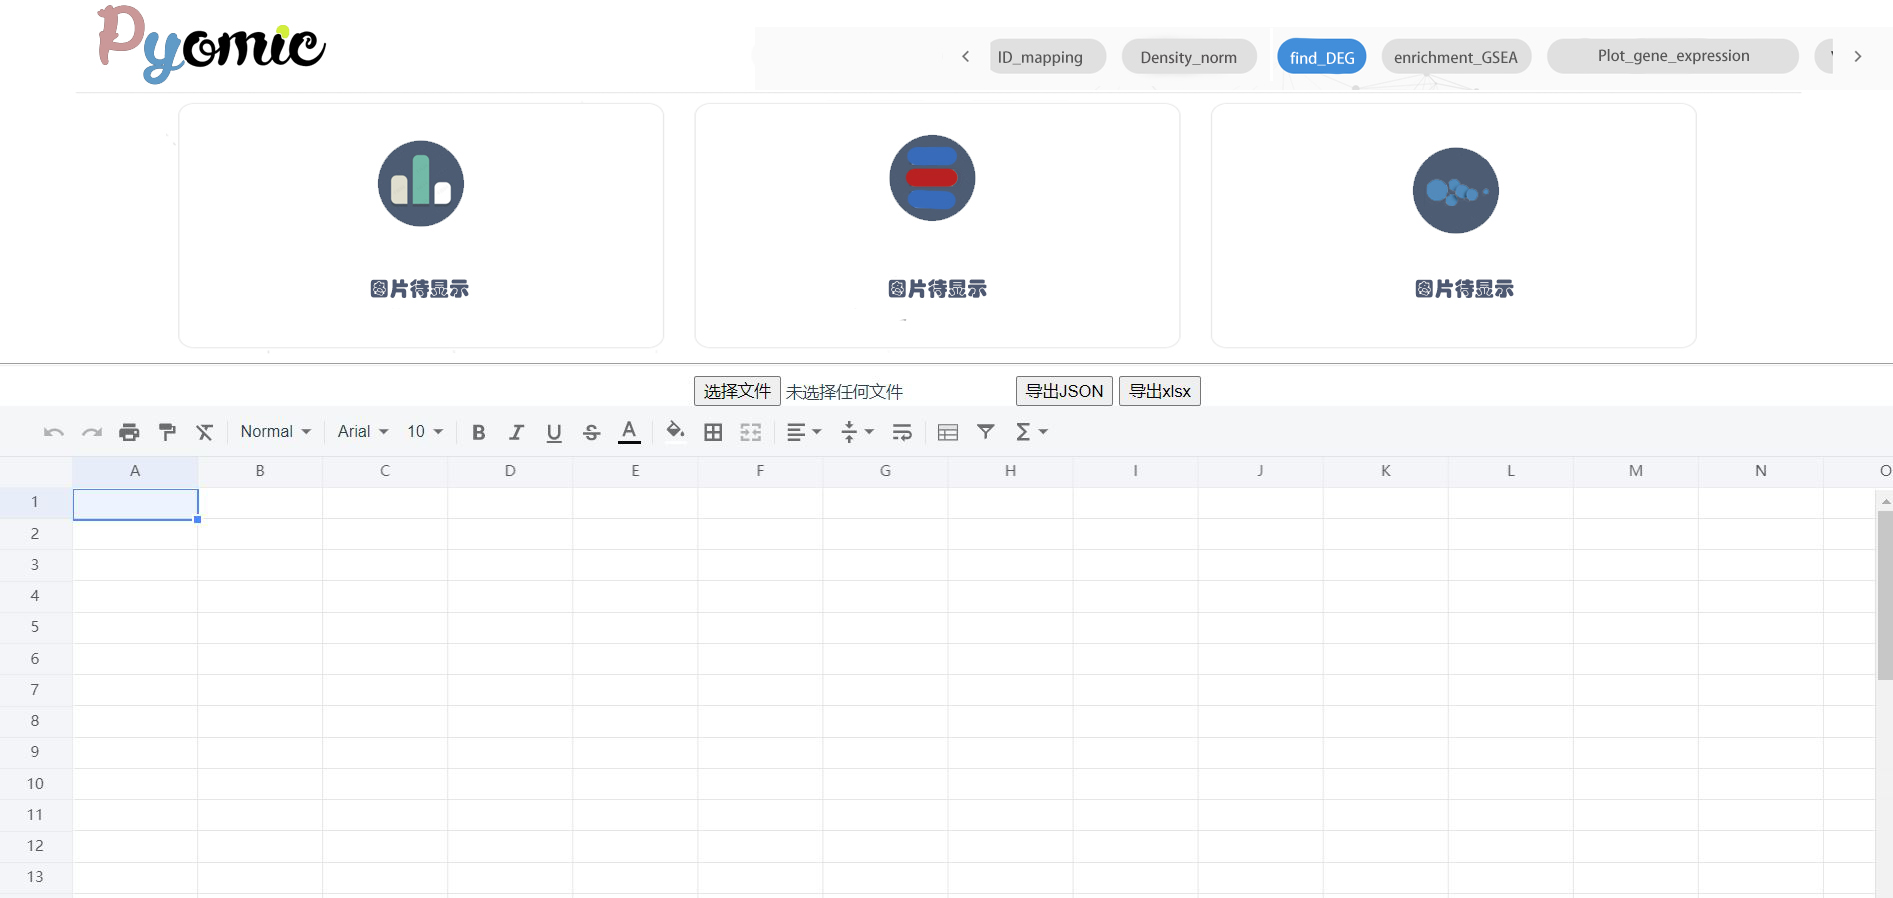 Pyomic
ID_mapping Density_norm find_DEG enrichment_GSEA Plot_gene_expression
图片待显示 图片待显示 图片待显示
选择文件 未选择任何文件 导出JSON 导出xlsx
Normal Arial 10 B I U S A Σ
A B C D E F G H I J K L M N O
1
2
3
4
5
6
7
8
9
10
11
12
13